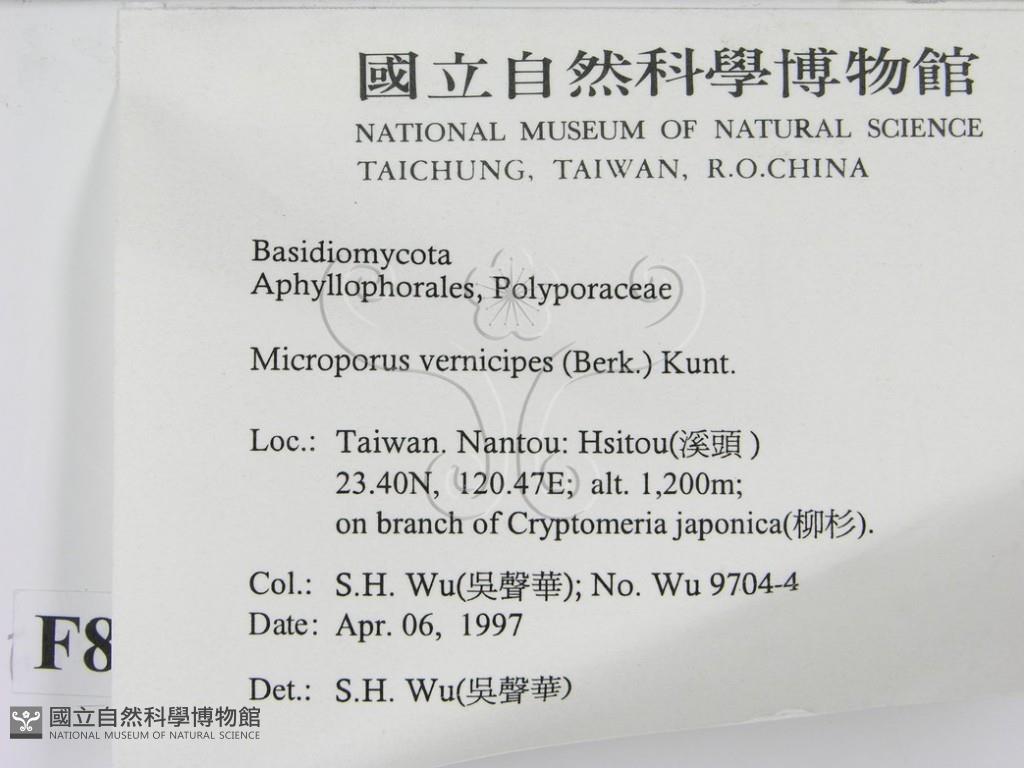 國立自然科學博物館
NATIONAL MUSEUM OF NATURAL SCIENCE
TAICHUNG, TAIWAN, R.O.CHINA
Basidiomycota
Aphyllophorales, Polyporaceae
Microporus vernicipes (Berk.) Kunt.
Loc.: Taiwan. Nantou: Hsitou(溪頭)
23.40N, 120.47E; alt. 1,200m;
on branch of Cryptomeria japonica(柳杉).
Col.: S.H. Wu(吳聲華); No. Wu 9704-4
Date: Apr. 06, 1997
F8
Det.: S.H. Wu(吳聲華)
國立自然科學博物館
NATIONAL MUSEUM OF NATURAL SCIENCE